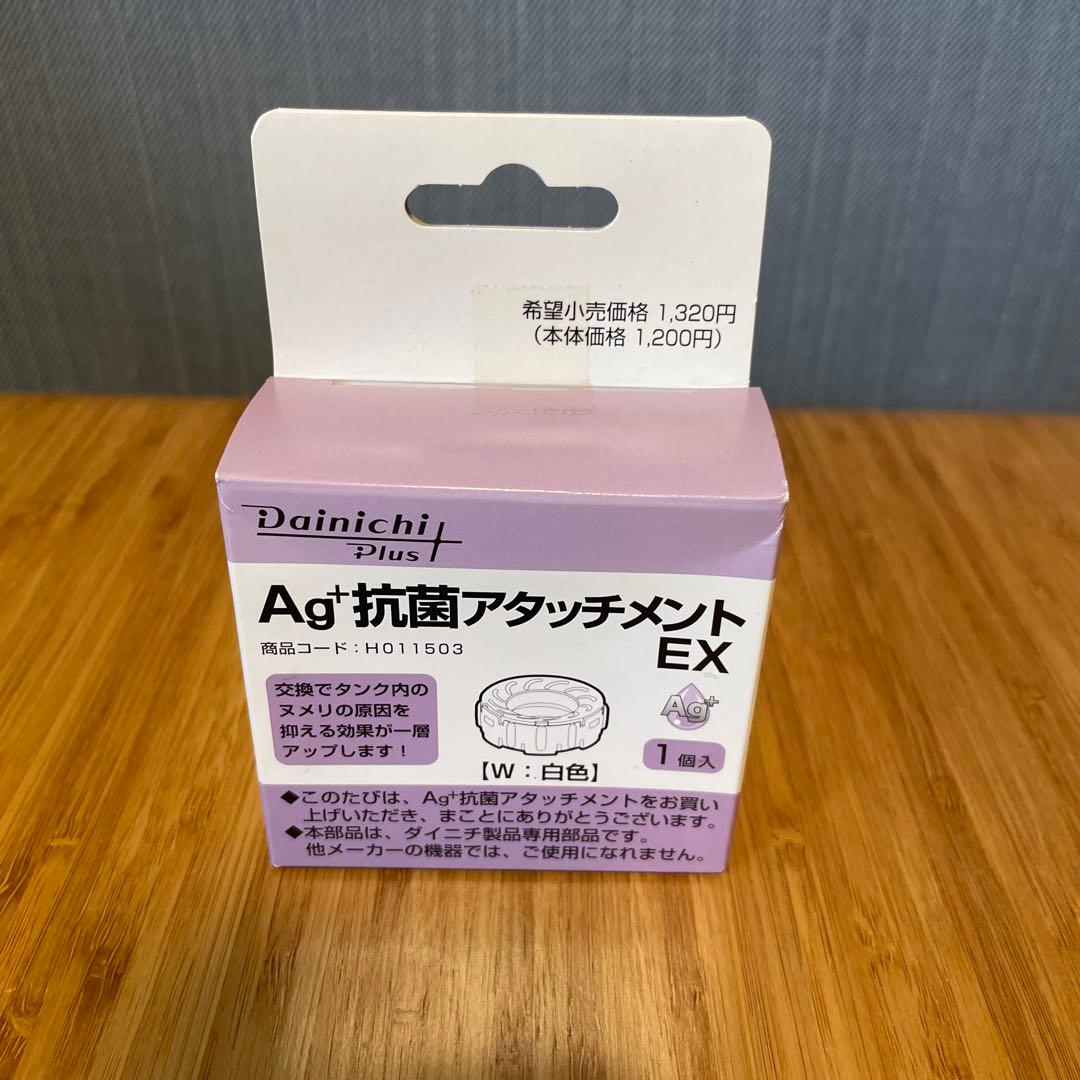 希望小売価格 1,320円
（本体価格 1,200円）
Dainichi
Plus
Ag⁺抗菌アタッチメント
EX
商品コード：H011503
交換でタンク内の
ヌメリの原因を
抑える効果が一層
アップします！
Ag⁺
1個入
【W：白色】
◆このたびは、Ag⁺抗菌アタッチメントをお買い
上げいただき、まことにありがとうございます。
◆本部品は、ダイニチ製品専用部品です。
他メーカーの機器では、ご使用になれません。